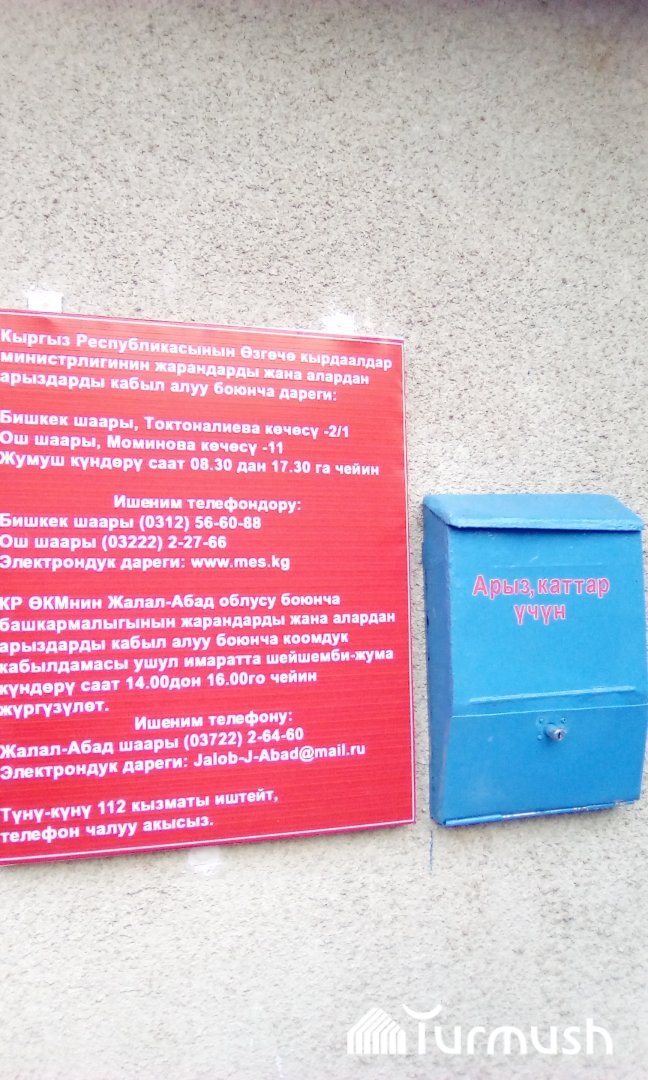 Кыргыз Республикасынын Өзгөчө кырдаалдар
министрлигинин жарандарды жана алардан
арыздарды кабыл алуу боюнча дареги:
Бишкек шаары, Токтоналиева көчөсү -2/1
Ош шаары, Моминова көчөсү -11
Жумуш күндөрү саат 08.30 дан 17.30 га чейин
Ишеним телефондору:
Бишкек шаары (0312) 56-60-88
Ош шаары (03222) 2-27-66
Электрондук дареги: www.mes.kg
КР ӨКМнин Жалал-Абад облусу боюнча
башкармалыгынын жарандарды жана алардан
арыздарды кабыл алуу боюнча коомдук
кабылдамасы ушул имаратта шейшемби-жума
күндөрү саат 14.00дон 16.00го чейин
жүргүзүлөт.
Ишеним телефону:
Жалал-Абад шаары (03722) 2-64-60
Электрондук дареги: Jalob-J-Abad@mail.ru
Түнү-күнү 112 кызматы иштейт,
телефон чалуу акысыз.
Арыз, каттар
үчүн
Turmush